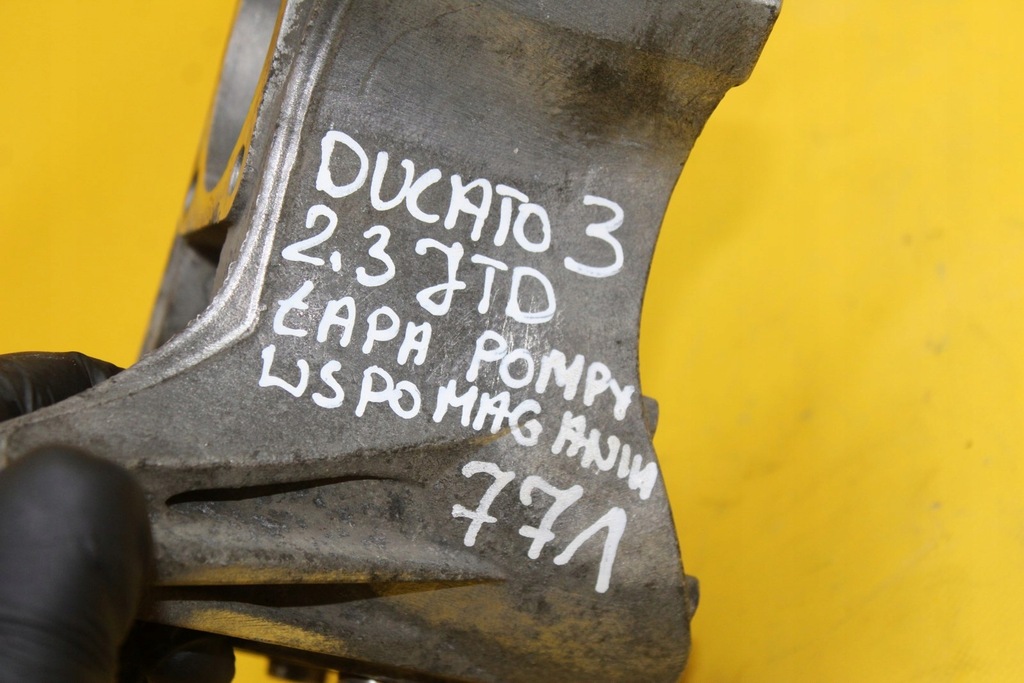 DUCATO 3
2.3 JTD
ŁAPA POMPY
WSPOMAGANIA
771